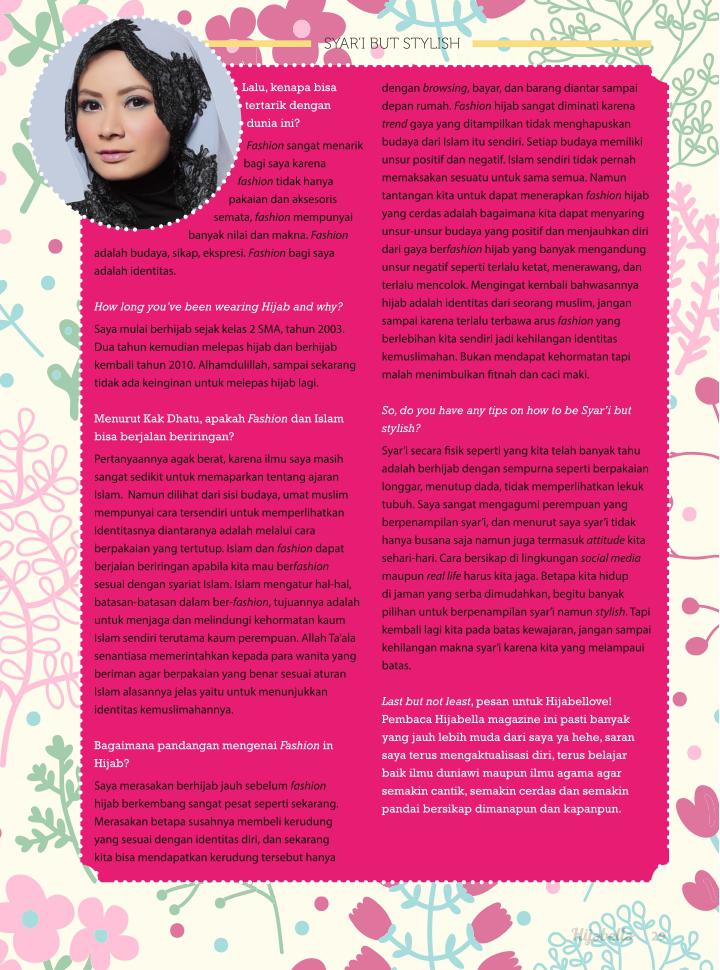 SYAR'I BUT STYLISH
Lalu, kenapa bisa
tertarik dengan
dunia ini?
Fashion sangat menarik
bagi saya karena
fashion tidak hanya
pakaian dan aksesoris
semata, fashion mempunyai
banyak nilai dan makna. Fashion
adalah budaya, sikap, ekspresi. Fashion bagi saya
adalah identitas.
How long you've been wearing Hijab and why?
Saya mulai berhijab sejak kelas 2 SMA, tahun 2003.
Dua tahun kemudian melepas hijab dan berhijab
kembali tahun 2010. Alhamdulillah, sampai sekarang
tidak ada keinginan untuk melepas hijab lagi.
Menurut Kak Dhatu, apakah Fashion dan Islam
bisa berjalan beriringan?
Pertanyaannya agak berat, karena ilmu saya masih
sangat sedikit untuk memaparkan tentang ajaran
Islam. Namun dilihat dari sisi budaya, umat muslim
mempunyai cara tersendiri untuk memperlihatkan
identitasnya diantaranya adalah melalui cara
berpakaian yang tertutup. Islam dan fashion dapat
berjalan beriringan apabila kita mau berfashion
sesuai dengan syariat Islam. Islam mengatur hal-hal,
batasan-batasan dalam ber-fashion, tujuannya adalah
untuk menjaga dan melindungi kehormatan kaum
Islam sendiri terutama kaum perempuan. Allah Ta'ala
senantiasa memerintahkan kepada para wanita yang
beriman agar berpakaian yang benar sesuai aturan
Islam alasannya jelas yaitu untuk menunjukkan
identitas kemuslimahannya.
Bagaimana pandangan mengenai Fashion in
Hijab?
Saya merasakan berhijab jauh sebelum fashion
hijab berkembang sangat pesat seperti sekarang.
Merasakan betapa susahnya membeli kerudung
yang sesuai dengan identitas diri, dan sekarang
kita bisa mendapatkan kerudung tersebut hanya
dengan browsing, bayar, dan barang diantar sampai
depan rumah. Fashion hijab sangat diminati karena
trend gaya yang ditampilkan tidak menghapuskan
budaya dari Islam itu sendiri. Setiap budaya memiliki
unsur positif dan negatif. Islam sendiri tidak pernah
memaksakan sesuatu untuk sama semua. Namun
tantangan kita untuk dapat menerapkan fashion hijab
yang cerdas adalah bagaimana kita dapat menyaring
unsur-unsur budaya yang positif dan menjauhkan diri
dari gaya berfashion hijab yang banyak mengandung
unsur negatif seperti terlalu ketat, menerawang, dan
terlalu mencolok. Mengingat kembali bahwasannya
hijab adalah identitas dari seorang muslim, jangan
sampai karena terlalu terbawa arus fashion yang
berlebihan kita sendiri jadi kehilangan identitas
kemuslimahan. Bukan mendapat kehormatan tapi
malah menimbulkan fitnah dan caci maki.
So, do you have any tips on how to be Syar'i but
stylish?
Syar'i secara fisik seperti yang kita telah banyak tahu
adalah berhijab dengan sempurna seperti berpakaian
longgar, menutup dada, tidak memperlihatkan lekuk
tubuh. Saya sangat mengagumi perempuan yang
berpenampilan syar'i, dan menurut saya syar'i tidak
hanya busana saja namun juga termasuk attitude kita
sehari-hari. Cara bersikap di lingkungan social media
maupun real life harus kita jaga. Betapa kita hidup
di jaman yang serba dimudahkan, begitu banyak
pilihan untuk berpenampilan syar'i namun stylish. Tapi
kembali lagi kita pada batas kewajaran, jangan sampai
kehilangan makna syar'i karena kita yang melampaui
batas.
Last but not least, pesan untuk Hijabellove!
Pembaca Hijabella magazine ini pasti banyak
yang jauh lebih muda dari saya ya hehe, saran
saya terus mengaktualisasi diri, terus belajar
baik ilmu duniawi maupun ilmu agama agar
semakin cantik, semakin cerdas dan semakin
pandai bersikap dimanapun dan kapanpun.
Hijabella